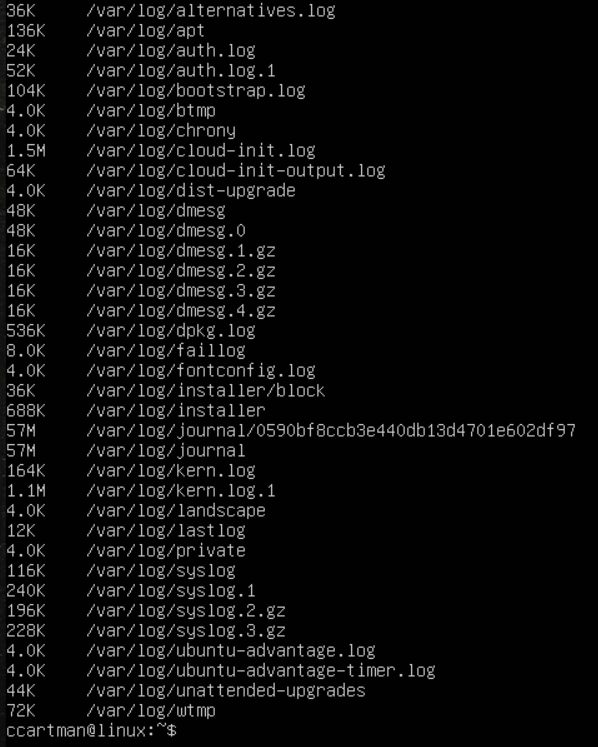 36K /var/log/alternatives.log
136K /var/log/apt
24K /var/log/auth.log
52K /var/log/auth.log.1
104K /var/log/bootstrap.log
4.0K /var/log/btmp
4.0K /var/log/chrony
1.5M /var/log/cloud-init.log
64K /var/log/cloud-init-output.log
4.0K /var/log/dist-upgrade
48K /var/log/dmesg
48K /var/log/dmesg.0
16K /var/log/dmesg.1.gz
16K /var/log/dmesg.2.gz
16K /var/log/dmesg.3.gz
16K /var/log/dmesg.4.gz
536K /var/log/dpkg.log
8.0K /var/log/faillog
4.0K /var/log/fontconfig.log
36K /var/log/installer/block
688K /var/log/installer
57M /var/log/journal/0590bf8ccb3e440db13d4701e602df97
57M /var/log/journal
164K /var/log/kern.log
1.1M /var/log/kern.log.1
4.0K /var/log/landscape
12K /var/log/lastlog
4.0K /var/log/private
116K /var/log/syslog
240K /var/log/syslog.1
196K /var/log/syslog.2.gz
228K /var/log/syslog.3.gz
4.0K /var/log/ubuntu-advantage.log
4.0K /var/log/ubuntu-advantage-timer.log
44K /var/log/unattended-upgrades
72K /var/log/wtmp
ccartman@linux:~$